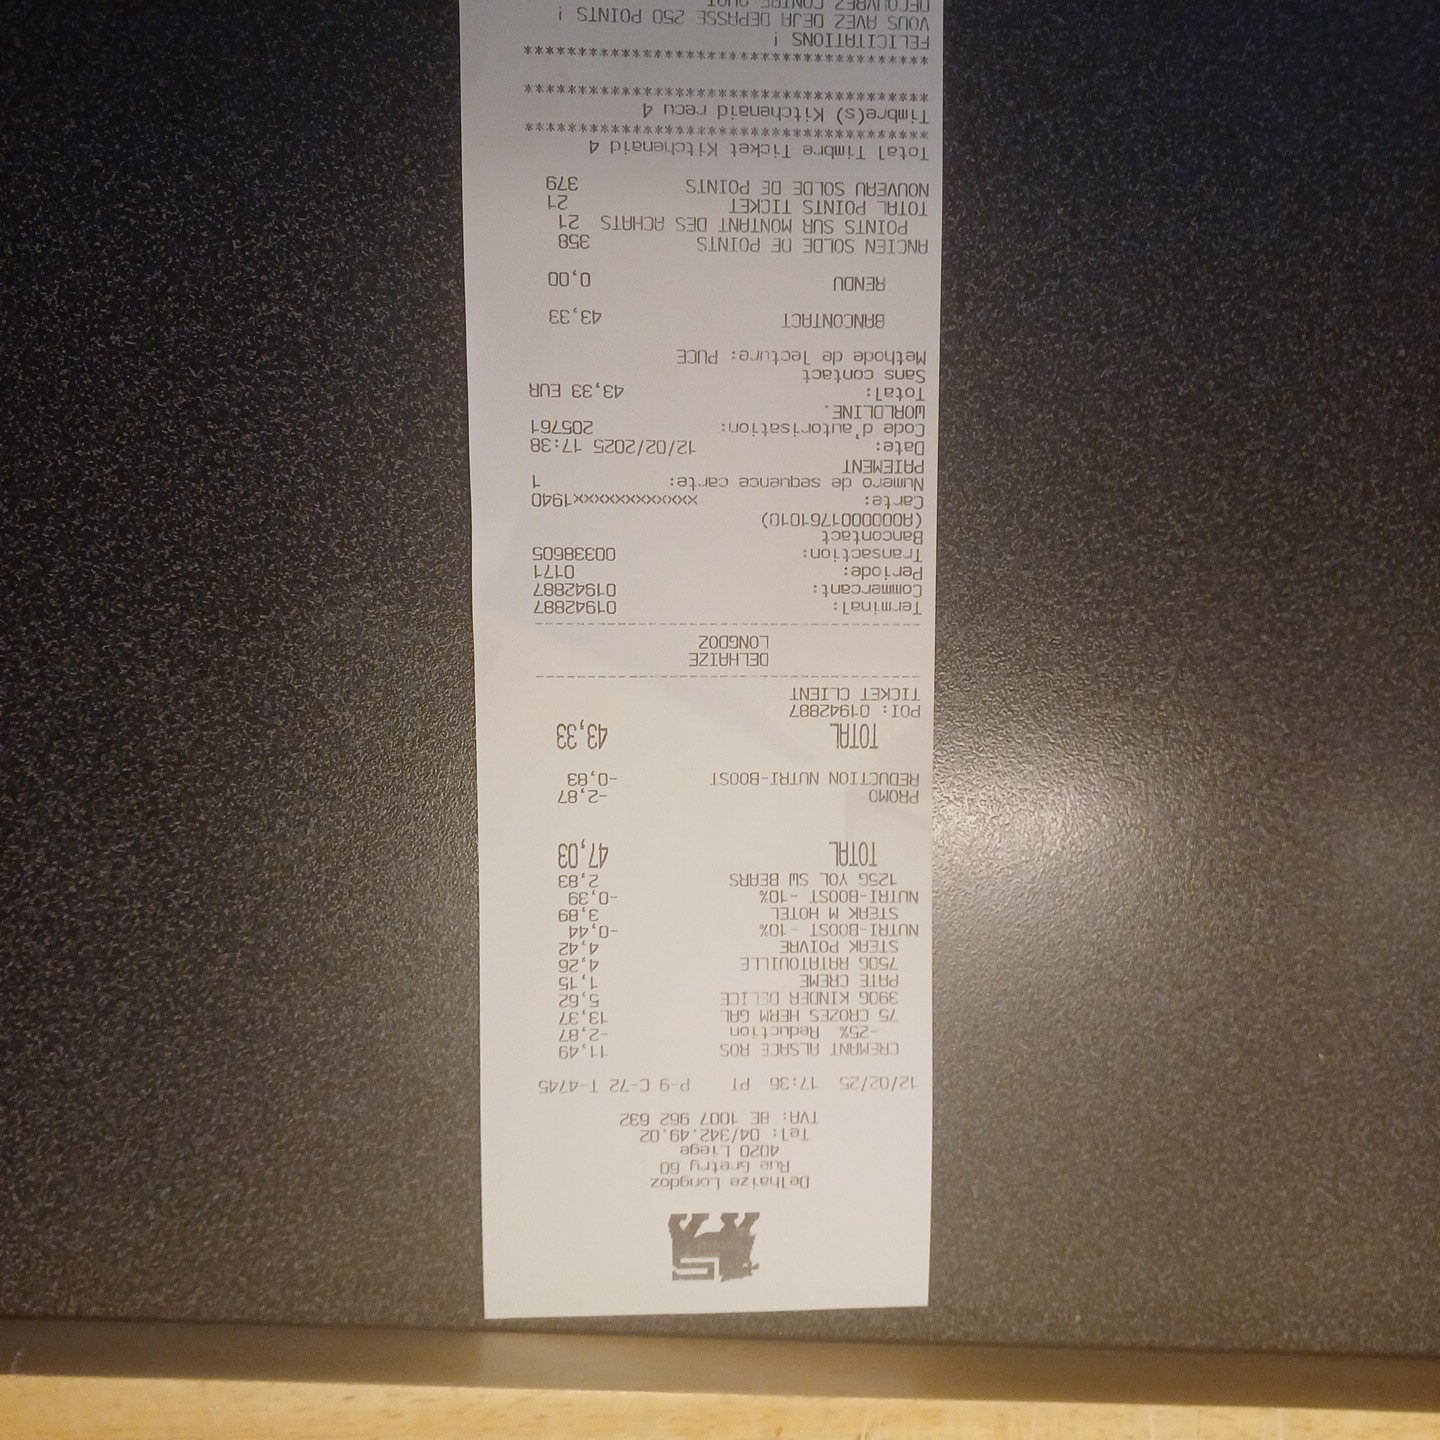 Delhaize Longdoz
Rue Gretry 60
4020 Liege
Tel: 04/342.49.02
TVA: BE 1007 962 632
12/02/25 17:36 PT P-9 C-72 T-4745
CREMANT ALSACE ROS 11,49
-25% Reduction -2,87
75 CROZES HERM GAL 13,37
390G KINDER DELICE 5,62
PATE CREME 1,15
750G RATATOUILLE 4,26
STEAK POIVRE 4,42
NUTRI-BOOST -10% -0,44
STEAK M HOTEL 3,89
NUTRI-BOOST -10% -0,39
125G YOL SW BEARS 2,83
TOTAL 47,03
PROMO -2,87
REDUCTION NUTRI-BOOST -0,83
TOTAL 43,33
POI: 01942887
TICKET CLIENT
DELHAIZE
LONGDOZ
Terminal: 01942887
Commercant: 01942887
Periode: 0171
Transaction: 00338605
Bancontact
(A0000001761010)
Carte: xxxxxxxxxxxxx1940
Numero de sequence carte: 1
PAIEMENT
Date: 12/02/2025 17:38
Code d'autorisation: 205761
WORLDLINE.
Total: 43,33 EUR
Sans contact
Methode de lecture: PUCE
BANCONTACT 43,33
RENDU 0,00
ANCIEN SOLDE DE POINTS 358
POINTS SUR MONTANT DES ACHATS 21
TOTAL POINTS TICKET 21
NOUVEAU SOLDE DE POINTS 379
Total Timbre Ticket Kitchenaid 4
************************************
Timbre(s) Kitchenaid recu 4
************************************
************************************
FELICITATIONS !
VOUS AVEZ DEJA DEPASSE 250 POINTS !
DECOUVREZ CONTRE QUOI